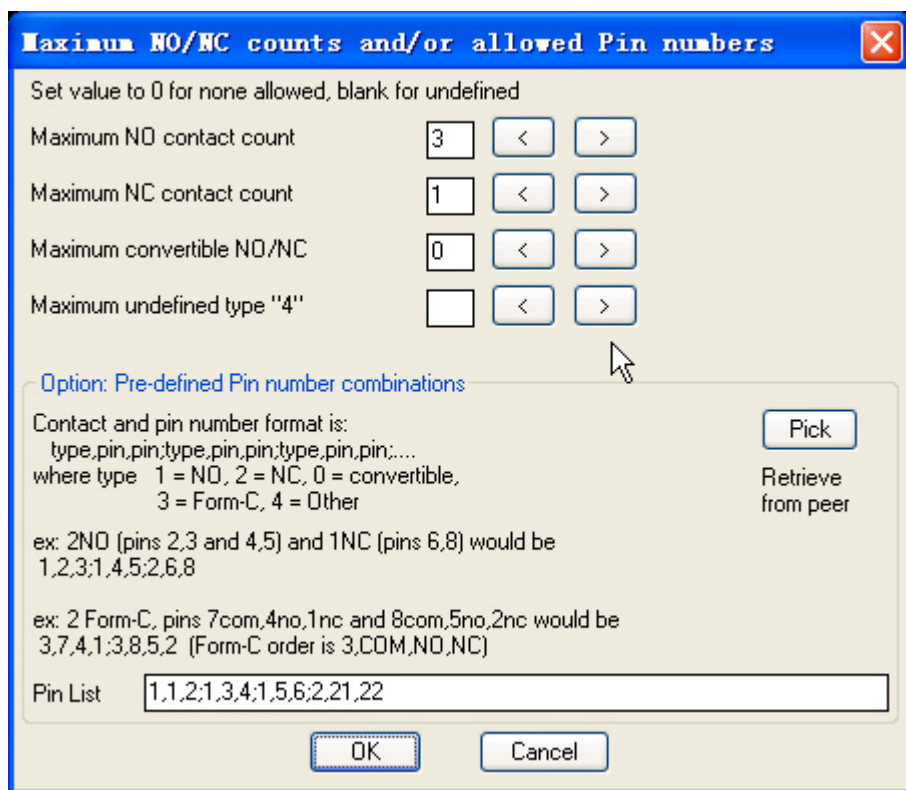 Maximum NO/NC counts and/or allowed Pin numbers
Set value to 0 for none allowed, blank for undefined
Maximum NO contact count 3 < >
Maximum NC contact count 1 < >
Maximum convertible NO/NC 0 < >
Maximum undefined type "4" < >
Option: Pre-defined Pin number combinations
Contact and pin number format is:
type,pin,pin;type,pin,pin;type,pin,pin;....
where type 1 = NO, 2 = NC, 0 = convertible,
3 = Form-C, 4 = Other
Pick
Retrieve
from peer
ex: 2NO (pins 2,3 and 4,5) and 1NC (pins 6,8) would be
1,2,3;1,4,5;2,6,8
ex: 2 Form-C, pins 7com,4no,1nc and 8com,5no,2nc would be
3,7,4,1;3,8,5,2 (Form-C order is 3,COM,NO,NC)
Pin List 1,1,2;1,3,4;1,5,6;2,21,22
OK Cancel